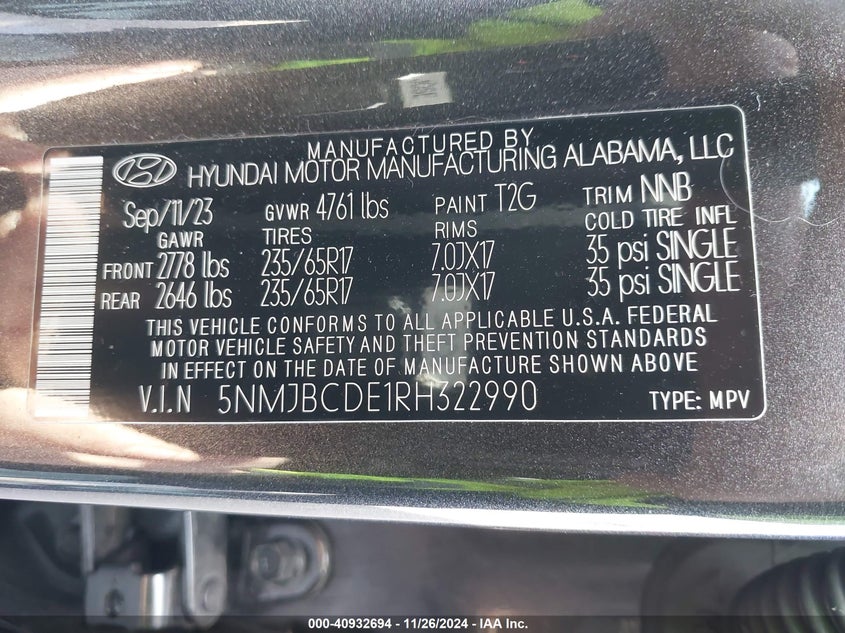 MANUFACTURED BY
HYUNDAI MOTOR MANUFACTURING ALABAMA, LLC
Sep/11/23 GVWR 4761 lbs PAINT T2G TRIM NNB
GAWR TIRES RIMS COLD TIRE INFL
FRONT 2778 lbs 235/65R17 7.0JX17 35 psi SINGLE
REAR 2646 lbs 235/65R17 7.0JX17 35 psi SINGLE
THIS VEHICLE CONFORMS TO ALL APPLICABLE U.S.A. FEDERAL
MOTOR VEHICLE SAFETY AND THEFT PREVENTION STANDARDS
IN EFFECT ON THE DATE OF MANUFACTURE SHOWN ABOVE
V.I.N 5NMJBCDE1RH322990 TYPE: MPV
000-40932694 - 11/26/2024 - IAA Inc.